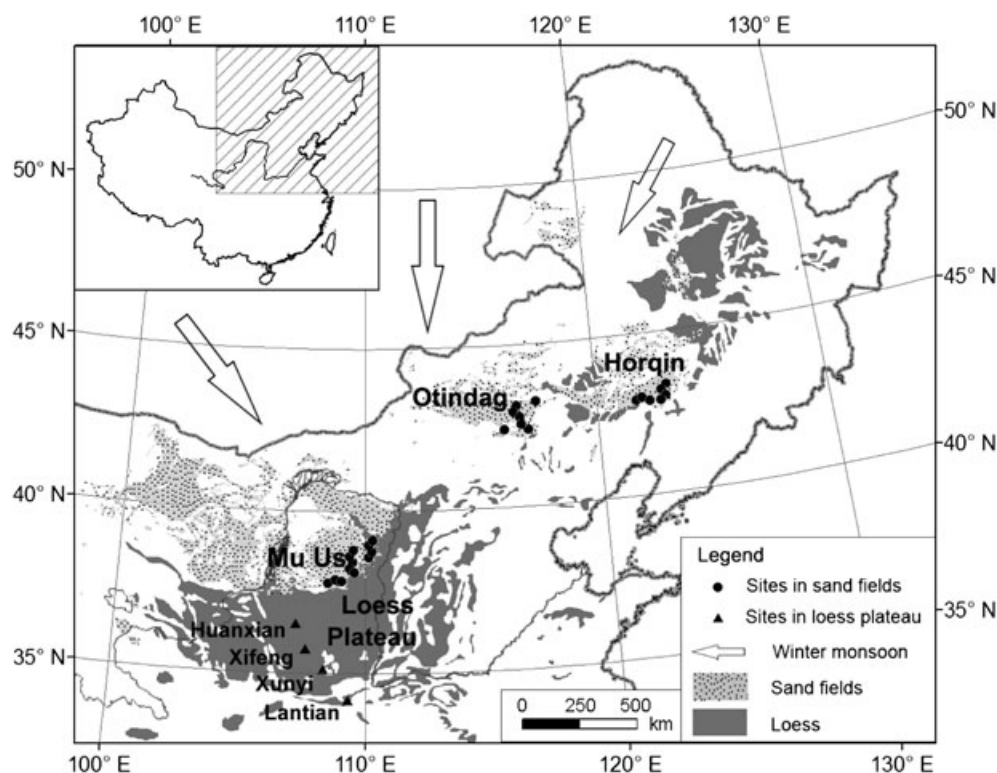 100° E
110° E
120° E
130° E
50° N
50° N
45° N
45° N
40° N
40° N
35° N
35° N
Horqin
Otindag
Mu Us
Loess
Plateau
Huanxian
Xifeng
Xunyi
Lantian
Legend
Sites in sand fields
Sites in loess plateau
Winter monsoon
Sand fields
Loess
0 250 500
km
100° E
110° E
120° E
130° E